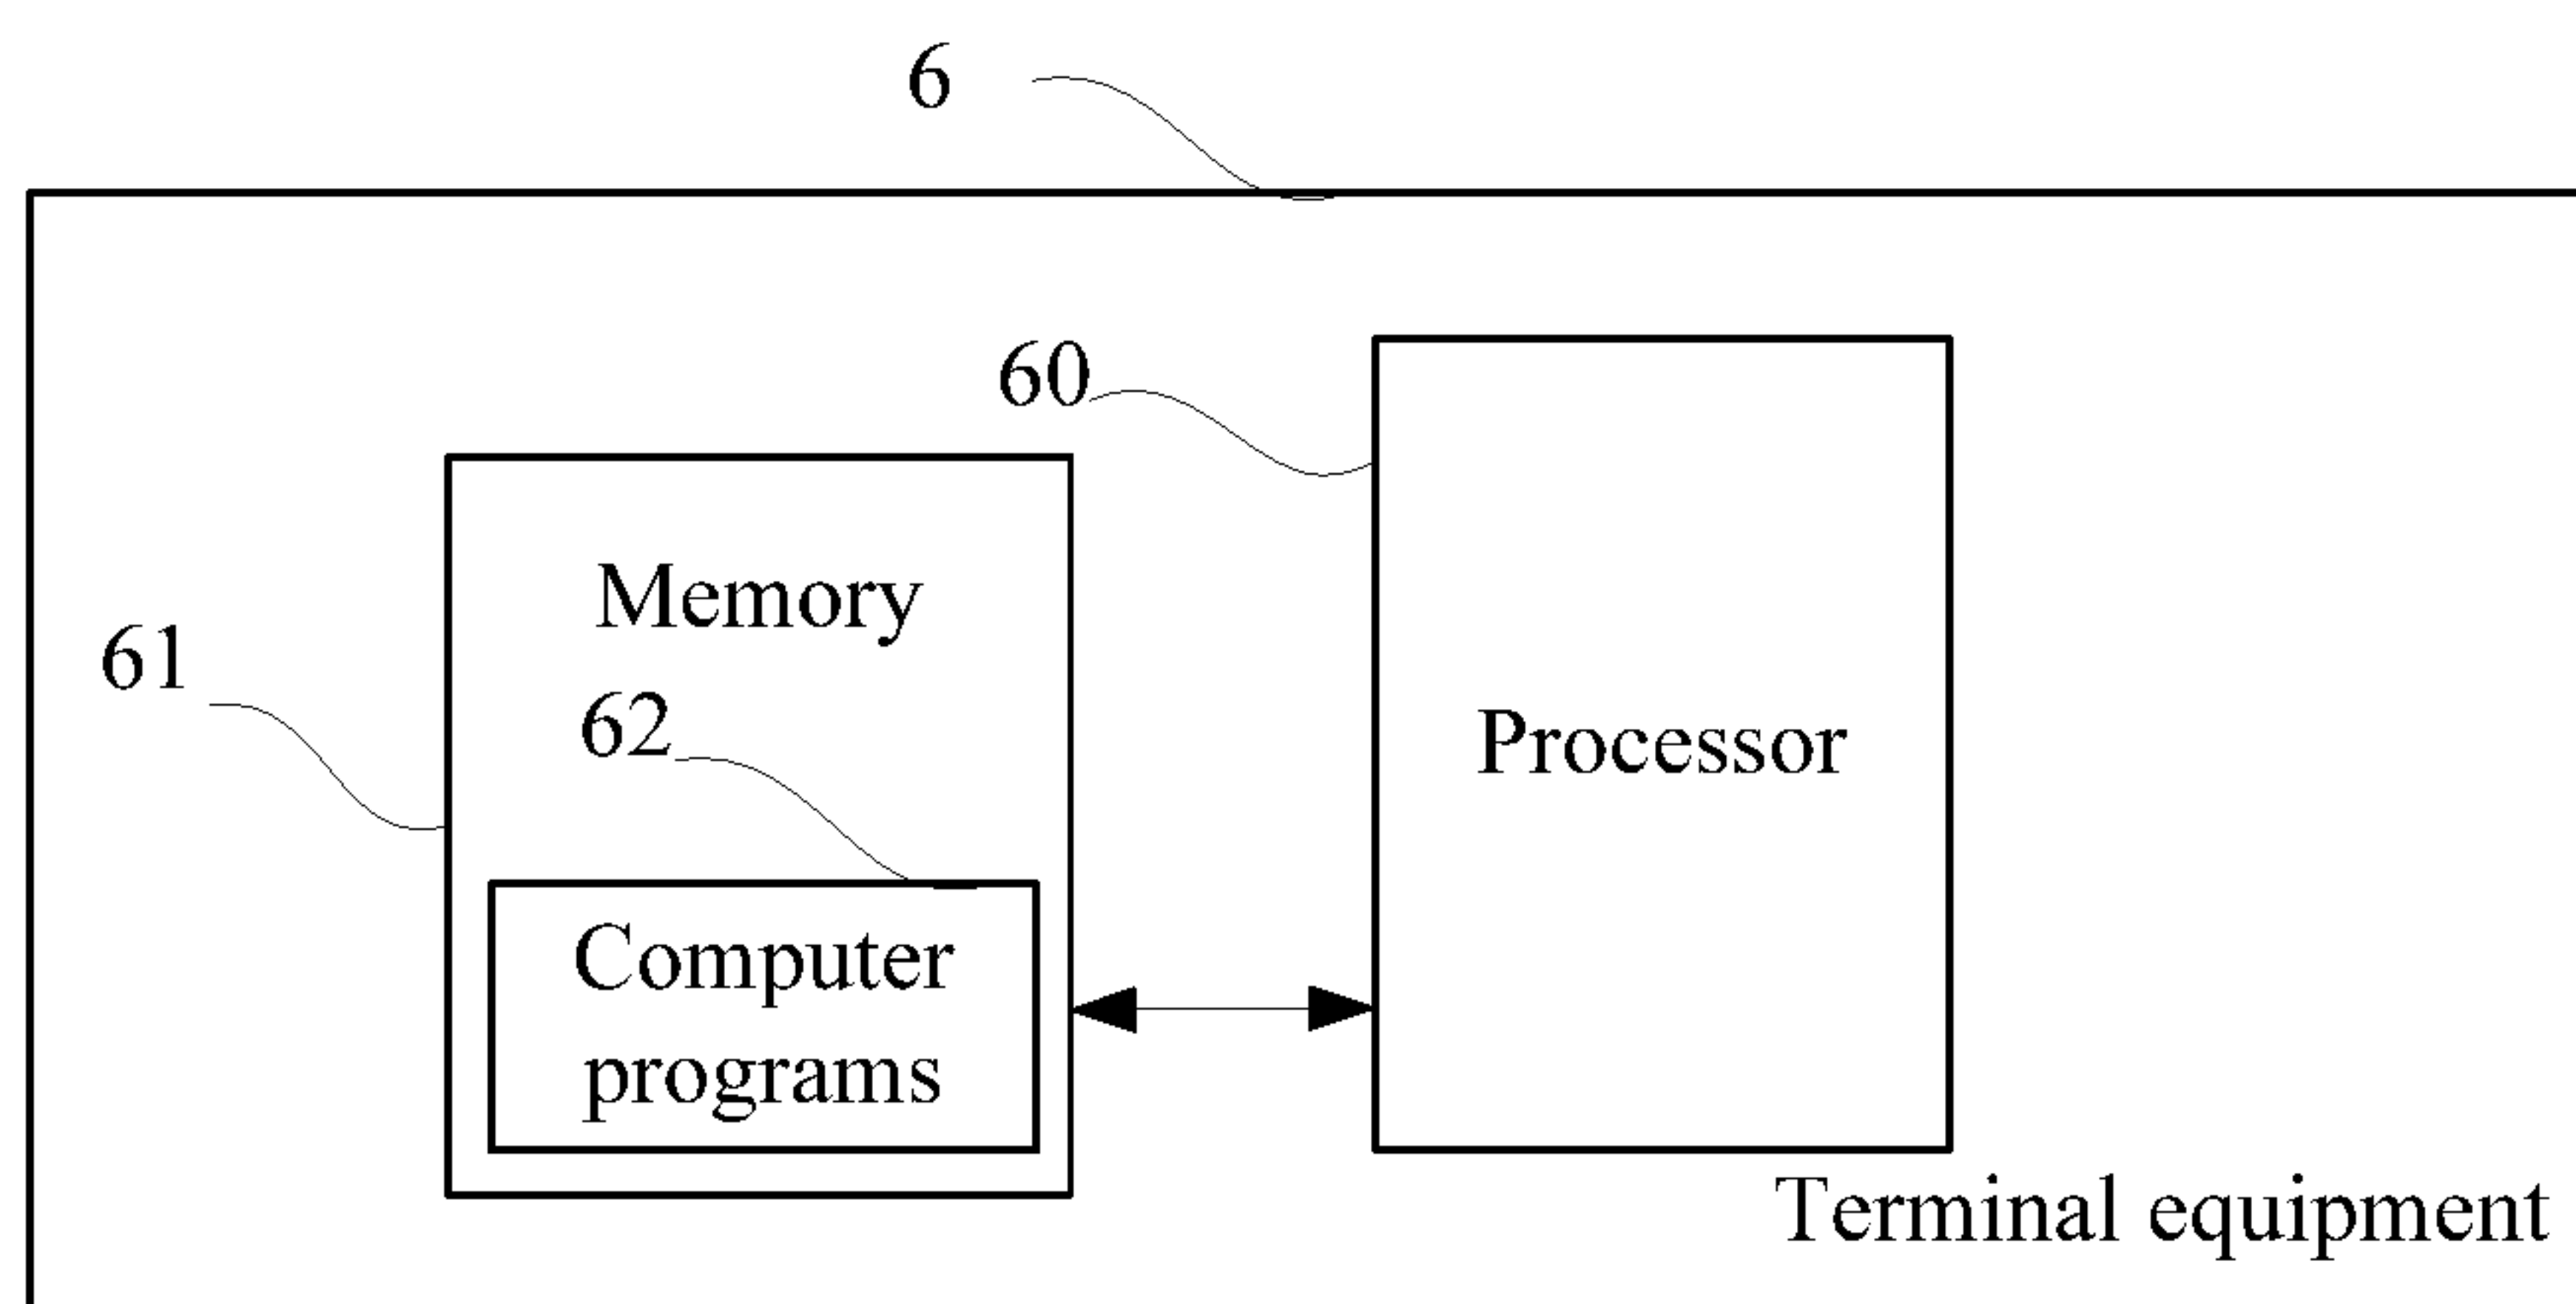 6
60
Memory
61
62
Processor
Computer
programs
Terminal equipment